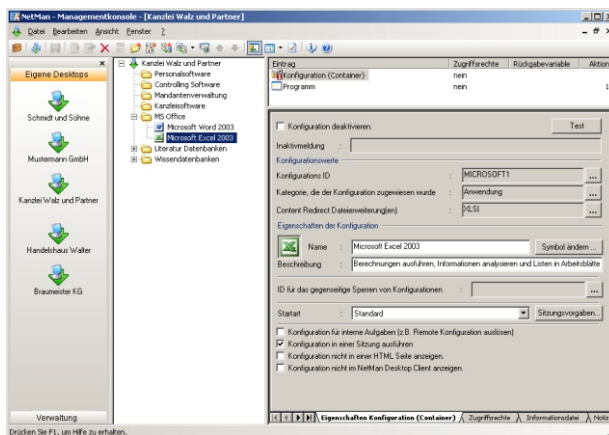 NetMan - Managementkonsole - [Kanzlei Walz und Partner]
Datei Bearbeiten Ansicht Fenster ?
Eigene Desktops
Schmidt und Söhne
Mustermann GmbH
Kanzlei Walz und Partner
Handelshaus Walter
Braumeister KG
Verwaltung
Kanzlei Walz und Partner
Personalsoftware
Controlling Software
Mandantenverwaltung
Kanzleisoftware
MS Office
Microsoft Word 2003
Microsoft Excel 2003
Literatur Datenbanken
Wissendatenbanken
Eintrag Zugriffsrechte Rückgabevariable Aktion
Konfiguration (Container) nein
Programm nein 1
Konfiguration deaktivieren. Test
Inaktivmeldung :
Konfigurationswerte
Konfigurations ID : MICROSOFT1 ...
Kategorie, die der Konfiguration zugewiesen wurde : Anwendung ...
Content Redirect Dateierweiterung(en) : XLS| ...
Eigenschaften der Konfiguration
Name : Microsoft Excel 2003 Symbol ändern ...
Beschreibung : Berechnungen ausführen, Informationen analysieren und Listen in Arbeitsblätte
ID für das gegenseitige Sperren von Konfigurationen : ...
Startart : Standard Sitzungsvorgaben...
Konfiguration für interne Aufgaben (z.B. Remote Konfiguration auslösen)
Konfiguration in einer Sitzung ausführen
Konfiguration nicht in einer HTML Seite anzeigen.
Konfiguration nicht im NetMan Desktop Client anzeigen.
Eigenschaften Konfiguration (Container) Zugriffsrechte Informationsdatei Notiz
Drücken Sie F1, um Hilfe zu erhalten.